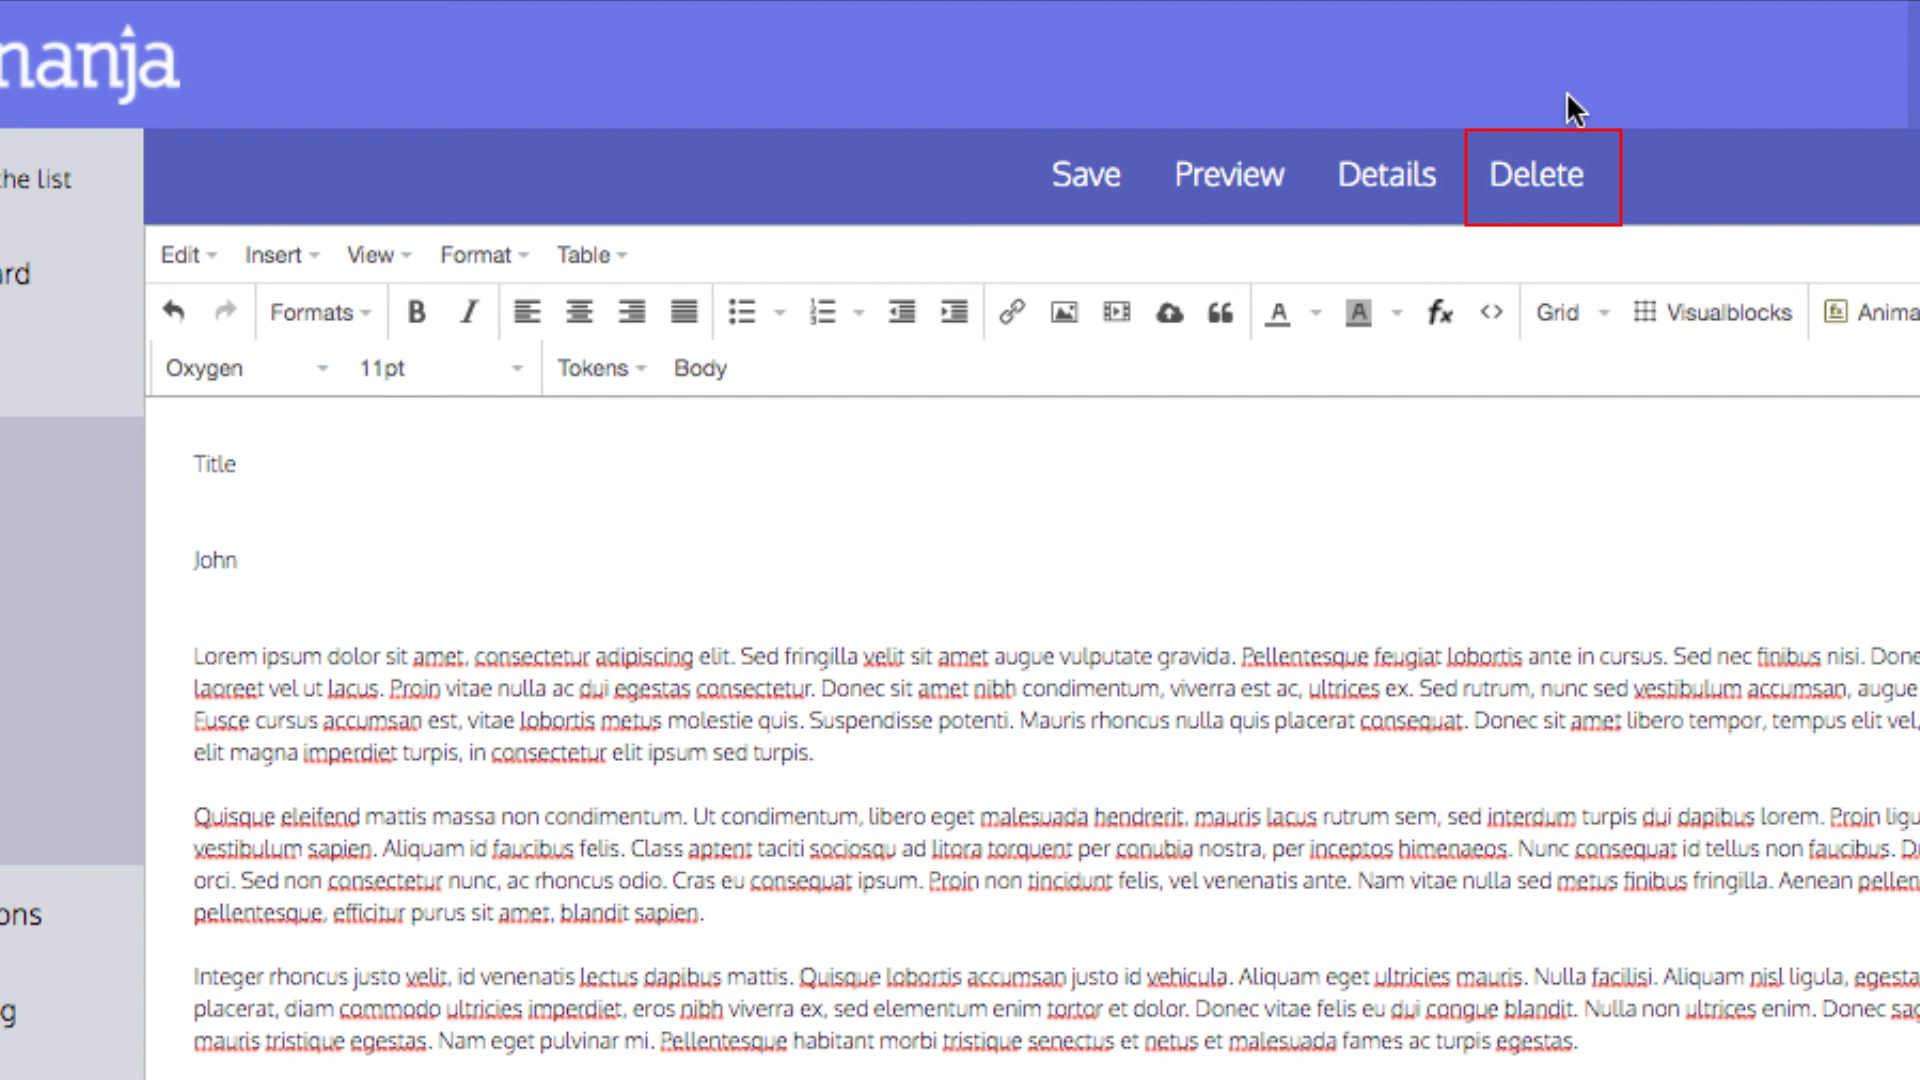 nanja
the list
Save Preview Details Delete
ard
Edit Insert View Format Table
Formats B I A A fx <> Grid Visualblocks Anima
Oxygen 11pt Tokens Body
Title
John
Lorem ipsum dolor sit amet, consectetur adipiscing elit. Sed fringilla velit sit amet augue vulputate gravida. Pellentesque feugiat lobortis ante in cursus. Sed nec finibus nisi. Done
laoreet vel ut lacus. Proin vitae nulla ac dui egestas consectetur. Donec sit amet nibh condimentum, viverra est ac, ultrices ex. Sed rutrum, nunc sed vestibulum accumsan, augue
Fusce cursus accumsan est, vitae lobortis metus molestie quis. Suspendisse potenti. Mauris rhoncus nulla quis placerat consequat. Donec sit amet libero tempor, tempus elit vel,
elit magna imperdiet turpis, in consectetur elit ipsum sed turpis.
Quisque eleifend mattis massa non condimentum. Ut condimentum, libero eget malesuada hendrerit, mauris lacus rutrum sem, sed interdum turpis dui dapibus lorem. Proin ligu
vestibulum sapien. Aliquam id faucibus felis. Class aptent taciti sociosqu ad litora torquent per conubia nostra, per inceptos himenaeos. Nunc consequat id tellus non faucibus. D
orci. Sed non consectetur nunc, ac rhoncus odio. Cras eu consequat ipsum. Proin non tincidunt felis, vel venenatis ante. Nam vitae nulla sed metus finibus fringilla. Aenean pellen
pellentesque, efficitur purus sit amet, blandit sapien.
ons
Integer rhoncus justo velit, id venenatis lectus dapibus mattis. Quisque lobortis accumsan justo id vehicula. Aliquam eget ultricies mauris. Nulla facilisi. Aliquam nisl ligula, egesta
placerat, diam commodo ultricies imperdiet, eros nibh viverra ex, sed elementum enim tortor et dolor. Donec vitae felis eu dui congue blandit. Nulla non ultrices enim. Donec sag
g
mauris tristique egestas. Nam eget pulvinar mi. Pellentesque habitant morbi tristique senectus et netus et malesuada fames ac turpis egestas.